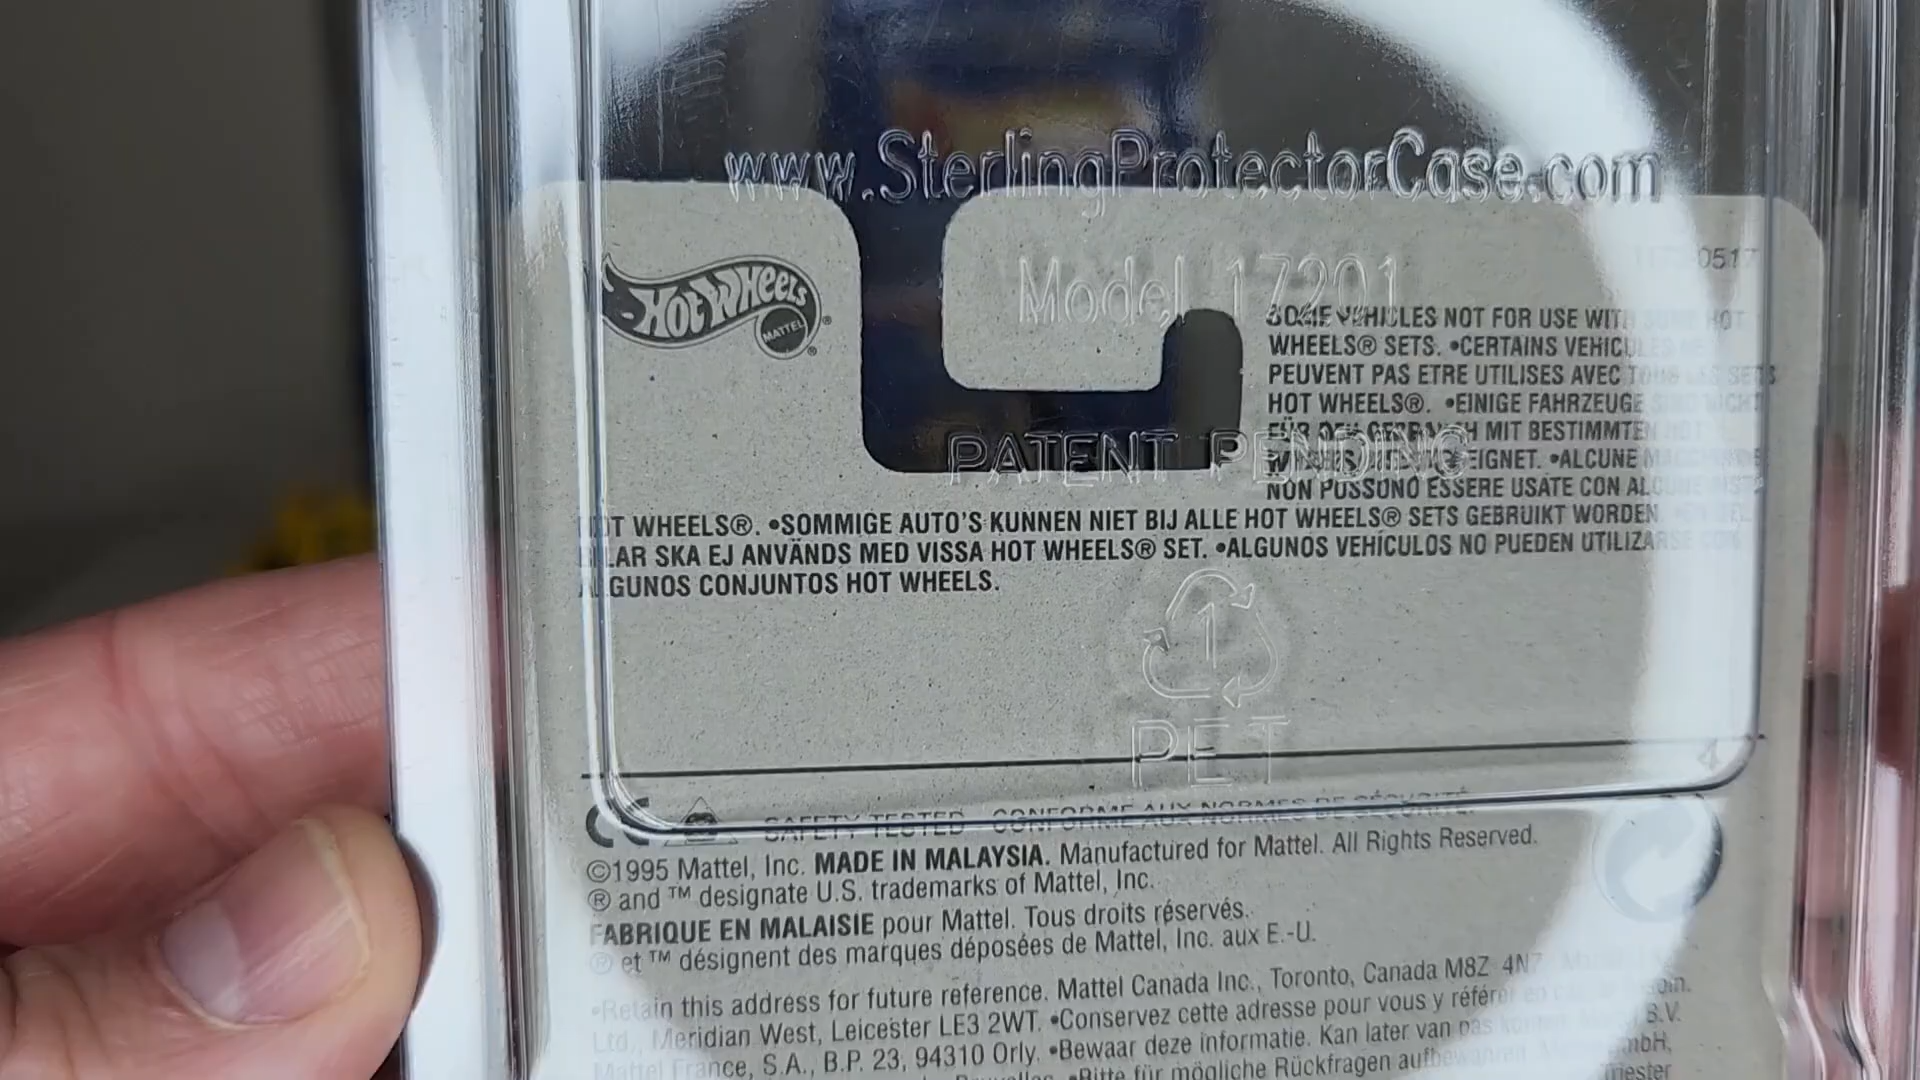 www.SterlingProtectorCase.com
Model 17201
0517
HOT WHEELS
MATTEL
SOME VEHICLES NOT FOR USE WITH SOME HOT
WHEELS® SETS. •CERTAINS VEHICULES NE
PEUVENT PAS ETRE UTILISES AVEC TOUS LES SETS
HOT WHEELS®. •EINIGE FAHRZEUGE SIND NICHT
FÜR DEN GEBRAUCH MIT BESTIMMTEN HOT
EIGNET. •ALCUNE
PATENT PENDING
NON POSSONO ESSERE USATE CON ALCUNE
HOT WHEELS®. •SOMMIGE AUTO'S KUNNEN NIET BIJ ALLE HOT WHEELS® SETS GEBRUIKT WORDEN.
BILAR SKA EJ ANVÄNDS MED VISSA HOT WHEELS® SET. •ALGUNOS VEHÍCULOS NO PUEDEN UTILIZARSE CON
ALGUNOS CONJUNTOS HOT WHEELS.
1
PET
4
CE SAFETY TESTED CONFORME AUX NORMES DE SÉCURITÉ.
©1995 Mattel, Inc. MADE IN MALAYSIA. Manufactured for Mattel. All Rights Reserved.
® and ™ designate U.S. trademarks of Mattel, Inc.
FABRIQUE EN MALAISIE pour Mattel. Tous droits réservés.
® et ™ désignent des marques déposées de Mattel, Inc. aux E.-U.
•Retain this address for future reference. Mattel Canada Inc., Toronto, Canada M8Z 4N7
Ltd., Meridian West, Leicester LE3 2WT. •Conservez cette adresse pour vous y référer en cas de besoin.
Mattel France, S.A., B.P. 23, 94310 Orly. •Bewaar deze informatie. Kan later van pas komen. B.V.
•Bitte für mögliche Rückfragen aufbewahren. GmbH,